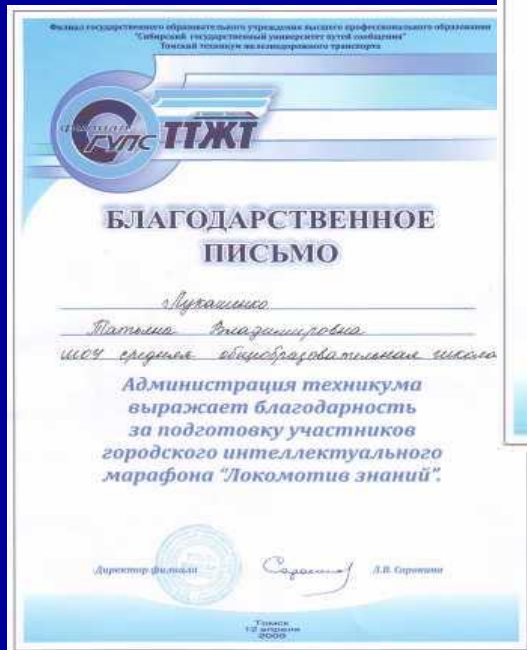 Филиал государственного образовательного учреждения высшего профессионального образования
"Сибирский государственный университет путей сообщения"
Томский техникум железнодорожного транспорта
филиал
СГУПС ТТЖТ
БЛАГОДАРСТВЕННОЕ
ПИСЬМО
Лукашенко
Татьяна Владимировна
средняя общеобразовательная школа
Администрация техникума
выражает благодарность
за подготовку участников
городского интеллектуального
марафона "Локомотив знаний".
Директор филиала
Томск
12 апреля